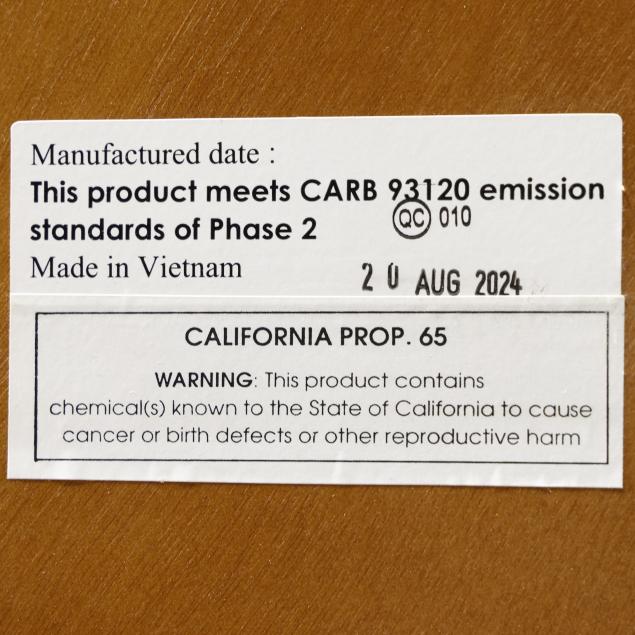 Manufactured date :
This product meets CARB 93120 emission
standards of Phase 2
QC 010
Made in Vietnam
20 AUG 2024
CALIFORNIA PROP. 65
WARNING: This product contains
chemical(s) known to the State of California to cause
cancer or birth defects or other reproductive harm